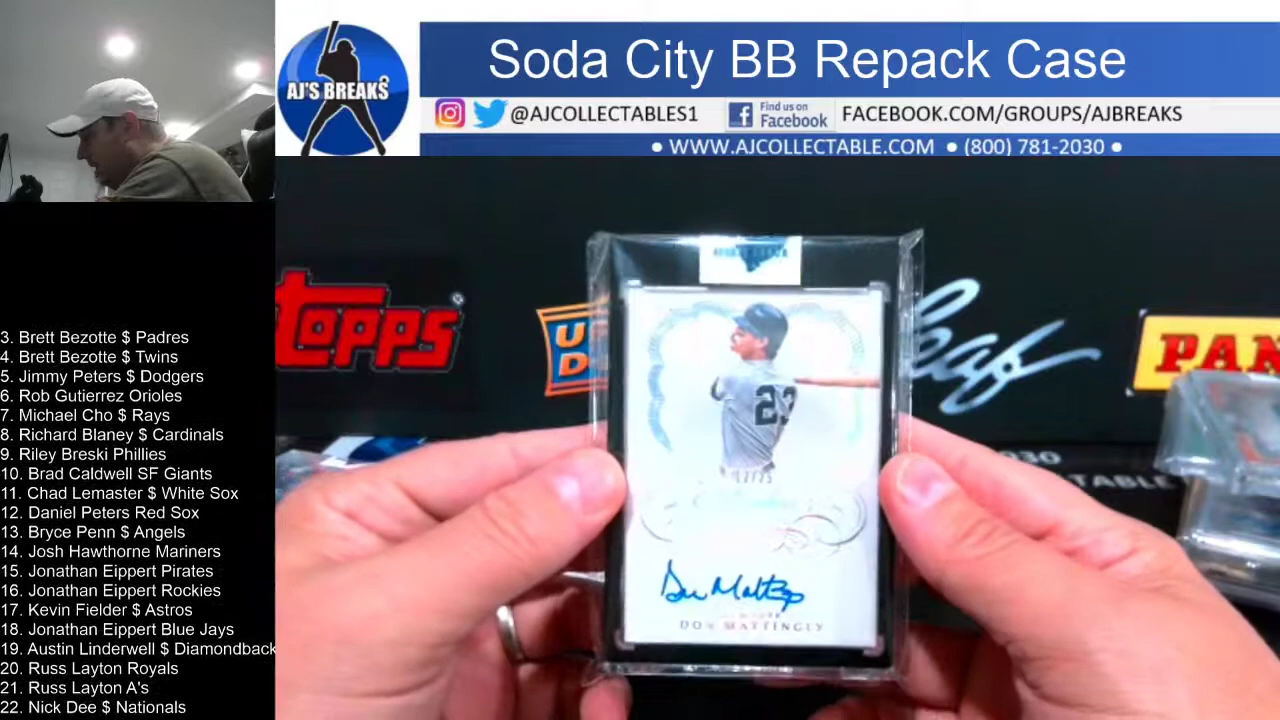 Soda City BB Repack Case
AJ'S BREAKS
@AJCOLLECTABLES1
Find us on
Facebook
FACEBOOK.COM/GROUPS/AJBREAKS
• WWW.AJCOLLECTABLE.COM • (800) 781-2030 •
topps
U
D
leaf
PAN
23
Don Mattingly
DON MATTINGLY
3. Brett Bezotte $ Padres
4. Brett Bezotte $ Twins
5. Jimmy Peters $ Dodgers
6. Rob Gutierrez Orioles
7. Michael Cho $ Rays
8. Richard Blaney $ Cardinals
9. Riley Breski Phillies
10. Brad Caldwell SF Giants
11. Chad Lemaster $ White Sox
12. Daniel Peters Red Sox
13. Bryce Penn $ Angels
14. Josh Hawthorne Mariners
15. Jonathan Eippert Pirates
16. Jonathan Eippert Rockies
17. Kevin Fielder $ Astros
18. Jonathan Eippert Blue Jays
19. Austin Linderwell $ Diamondback
20. Russ Layton Royals
21. Russ Layton A's
22. Nick Dee $ Nationals